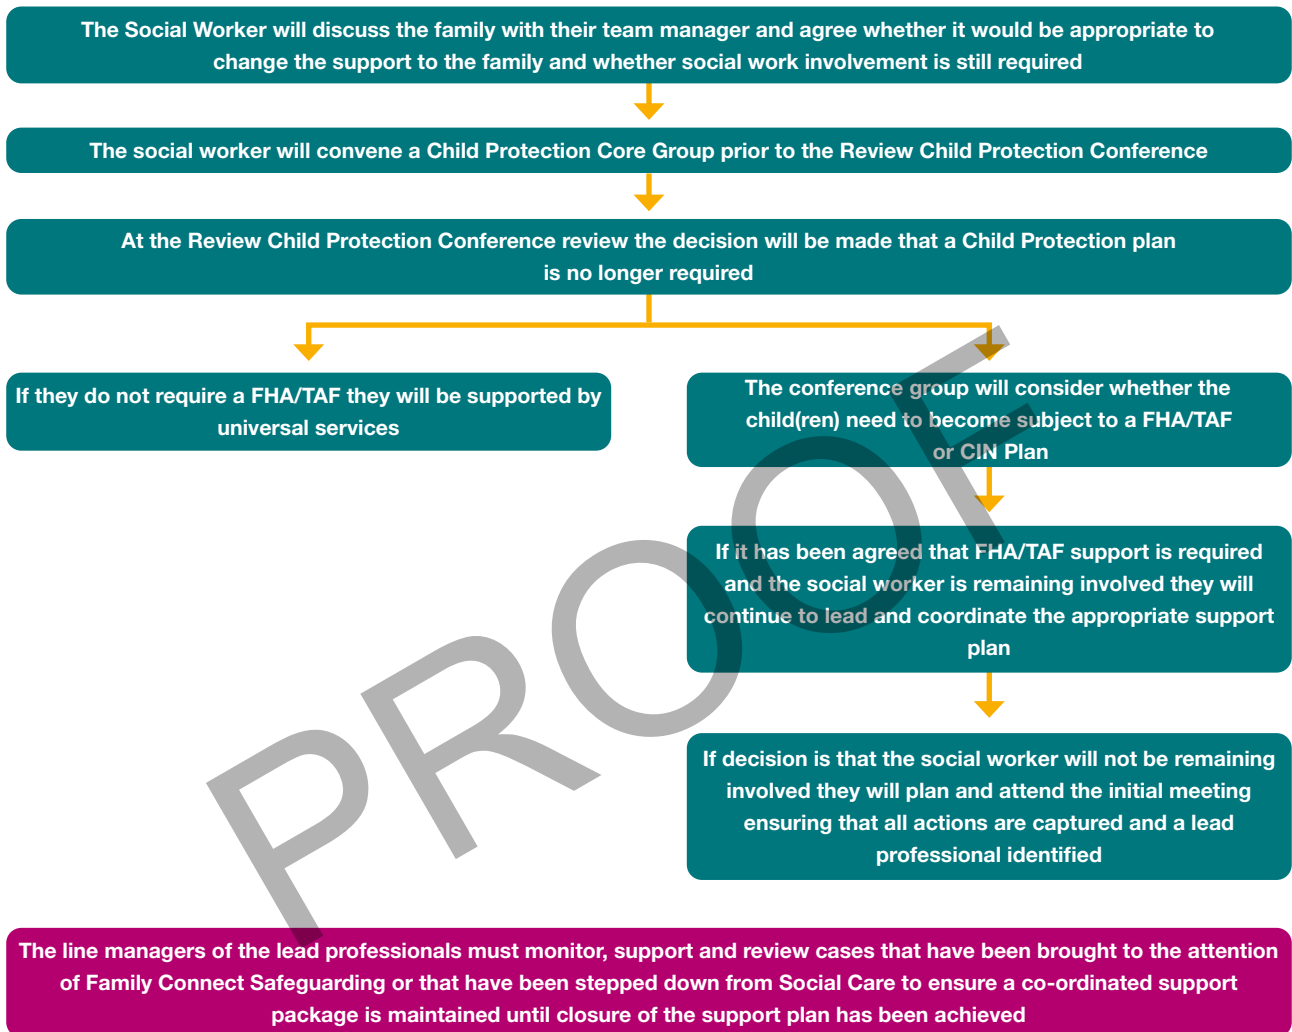 The Social Worker will discuss the family with their team manager and agree whether it would be appropriate to
change the support to the family and whether social work involvement is still required
The social worker will convene a Child Protection Core Group prior to the Review Child Protection Conference
At the Review Child Protection Conference review the decision will be made that a Child Protection plan
is no longer required
If they do not require a FHA/TAF they will be supported by
universal services
The conference group will consider whether the
child(ren) need to become subject to a FHA/TAF
or CIN Plan
If it has been agreed that FHA/TAF support is required
and the social worker is remaining involved they will
continue to lead and coordinate the appropriate support
plan
If decision is that the social worker will not be remaining
involved they will plan and attend the initial meeting
ensuring that all actions are captured and a lead
professional identified
The line managers of the lead professionals must monitor, support and review cases that have been brought to the attention
of Family Connect Safeguarding or that have been stepped down from Social Care to ensure a co-ordinated support
package is maintained until closure of the support plan has been achieved
PROOF